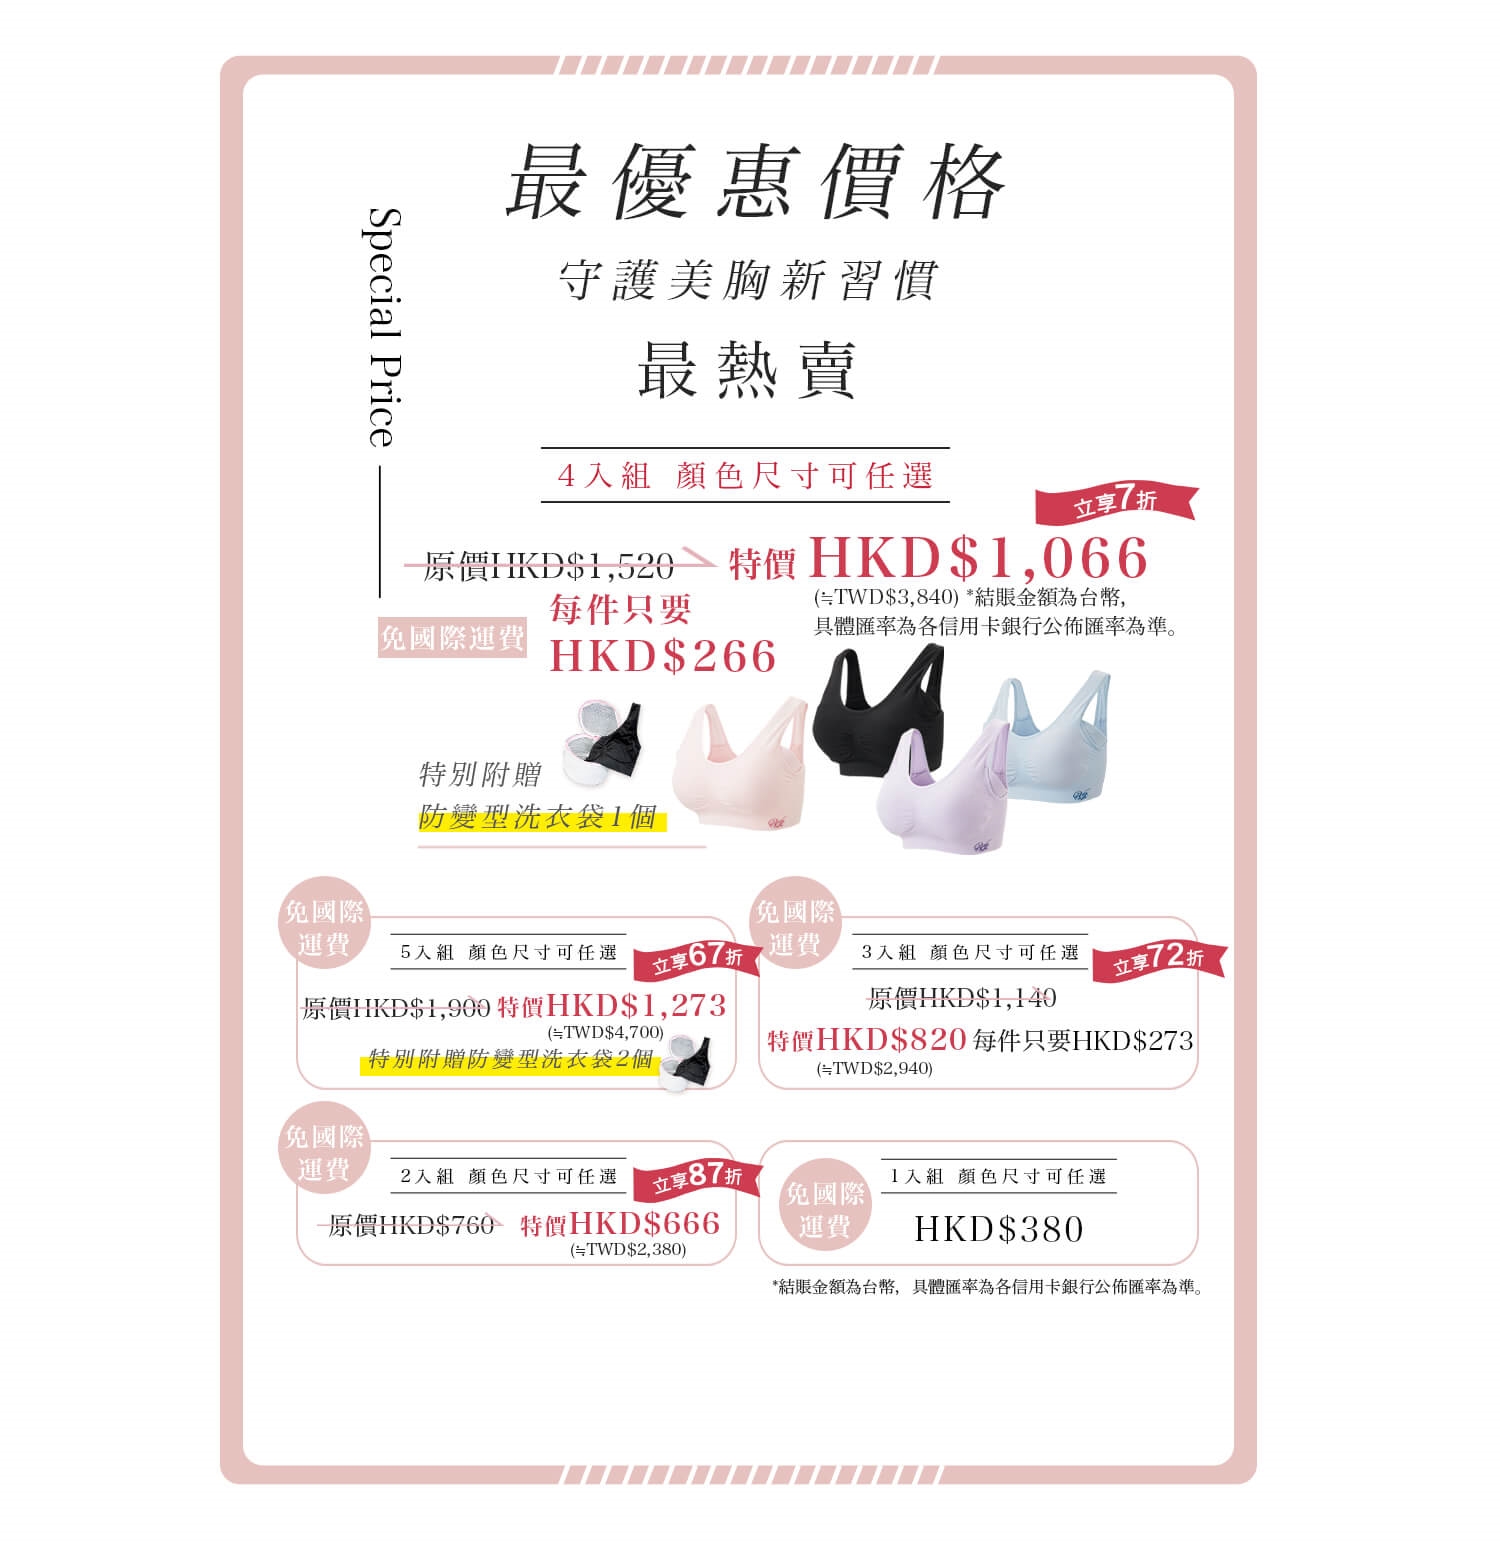 最優惠價格
守護美胸新習慣
最熱賣
Special Price
4入組 顏色尺寸可任選
立享7折
原價HKD$1,520 特價HKD$1,066
(≒TWD$3,840) *結賬金額為台幣,
具體匯率為各信用卡銀行公佈匯率為準。
每件只要
HKD$266
免國際運費
特別附贈
防變型洗衣袋1個
免國際
運費
5入組 顏色尺寸可任選
立享67折
原價HKD$1,900 特價HKD$1,273
(≒TWD$4,700)
特別附贈防變型洗衣袋2個
免國際
運費
3入組 顏色尺寸可任選
立享72折
原價HKD$1,140
特價HKD$820 每件只要HKD$273
(≒TWD$2,940)
免國際
運費
2入組 顏色尺寸可任選
立享87折
原價HKD$760 特價HKD$666
(≒TWD$2,380)
免國際
運費
1入組 顏色尺寸可任選
HKD$380
*結賬金額為台幣, 具體匯率為各信用卡銀行公佈匯率為準。